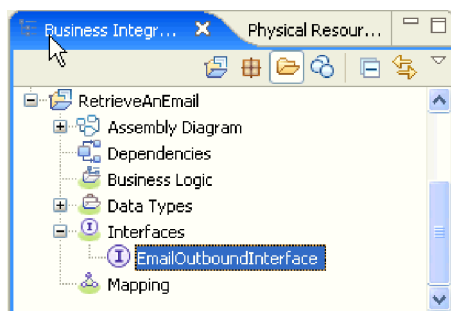 Business Integr... Physical Resour...
RetrieveAnEmail
Assembly Diagram
Dependencies
Business Logic
Data Types
Interfaces
EmailOutboundInterface
Mapping